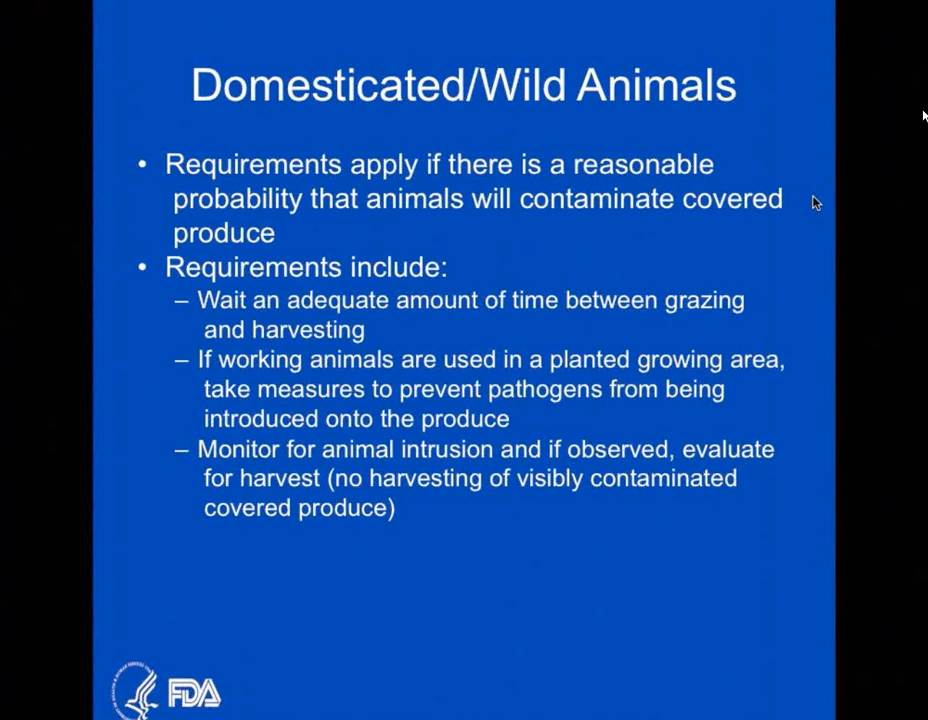 Domesticated/Wild Animals
• Requirements apply if there is a reasonable
probability that animals will contaminate covered
produce
• Requirements include:
– Wait an adequate amount of time between grazing
and harvesting
– If working animals are used in a planted growing area,
take measures to prevent pathogens from being
introduced onto the produce
– Monitor for animal intrusion and if observed, evaluate
for harvest (no harvesting of visibly contaminated
covered produce)
FDA